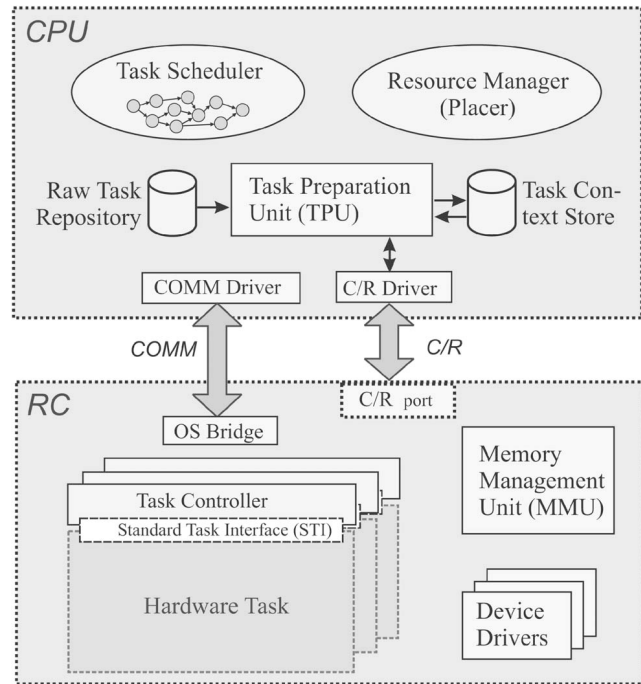 CPU
Task Scheduler
Resource Manager
(Placer)
Raw Task
Repository
Task Preparation
Unit (TPU)
Task Con-
text Store
COMM Driver
C/R Driver
COMM
C/R
RC
C/R port
OS Bridge
Task Controller
Standard Task Interface (STI)
Hardware Task
Memory
Management
Unit (MMU)
Device
Drivers